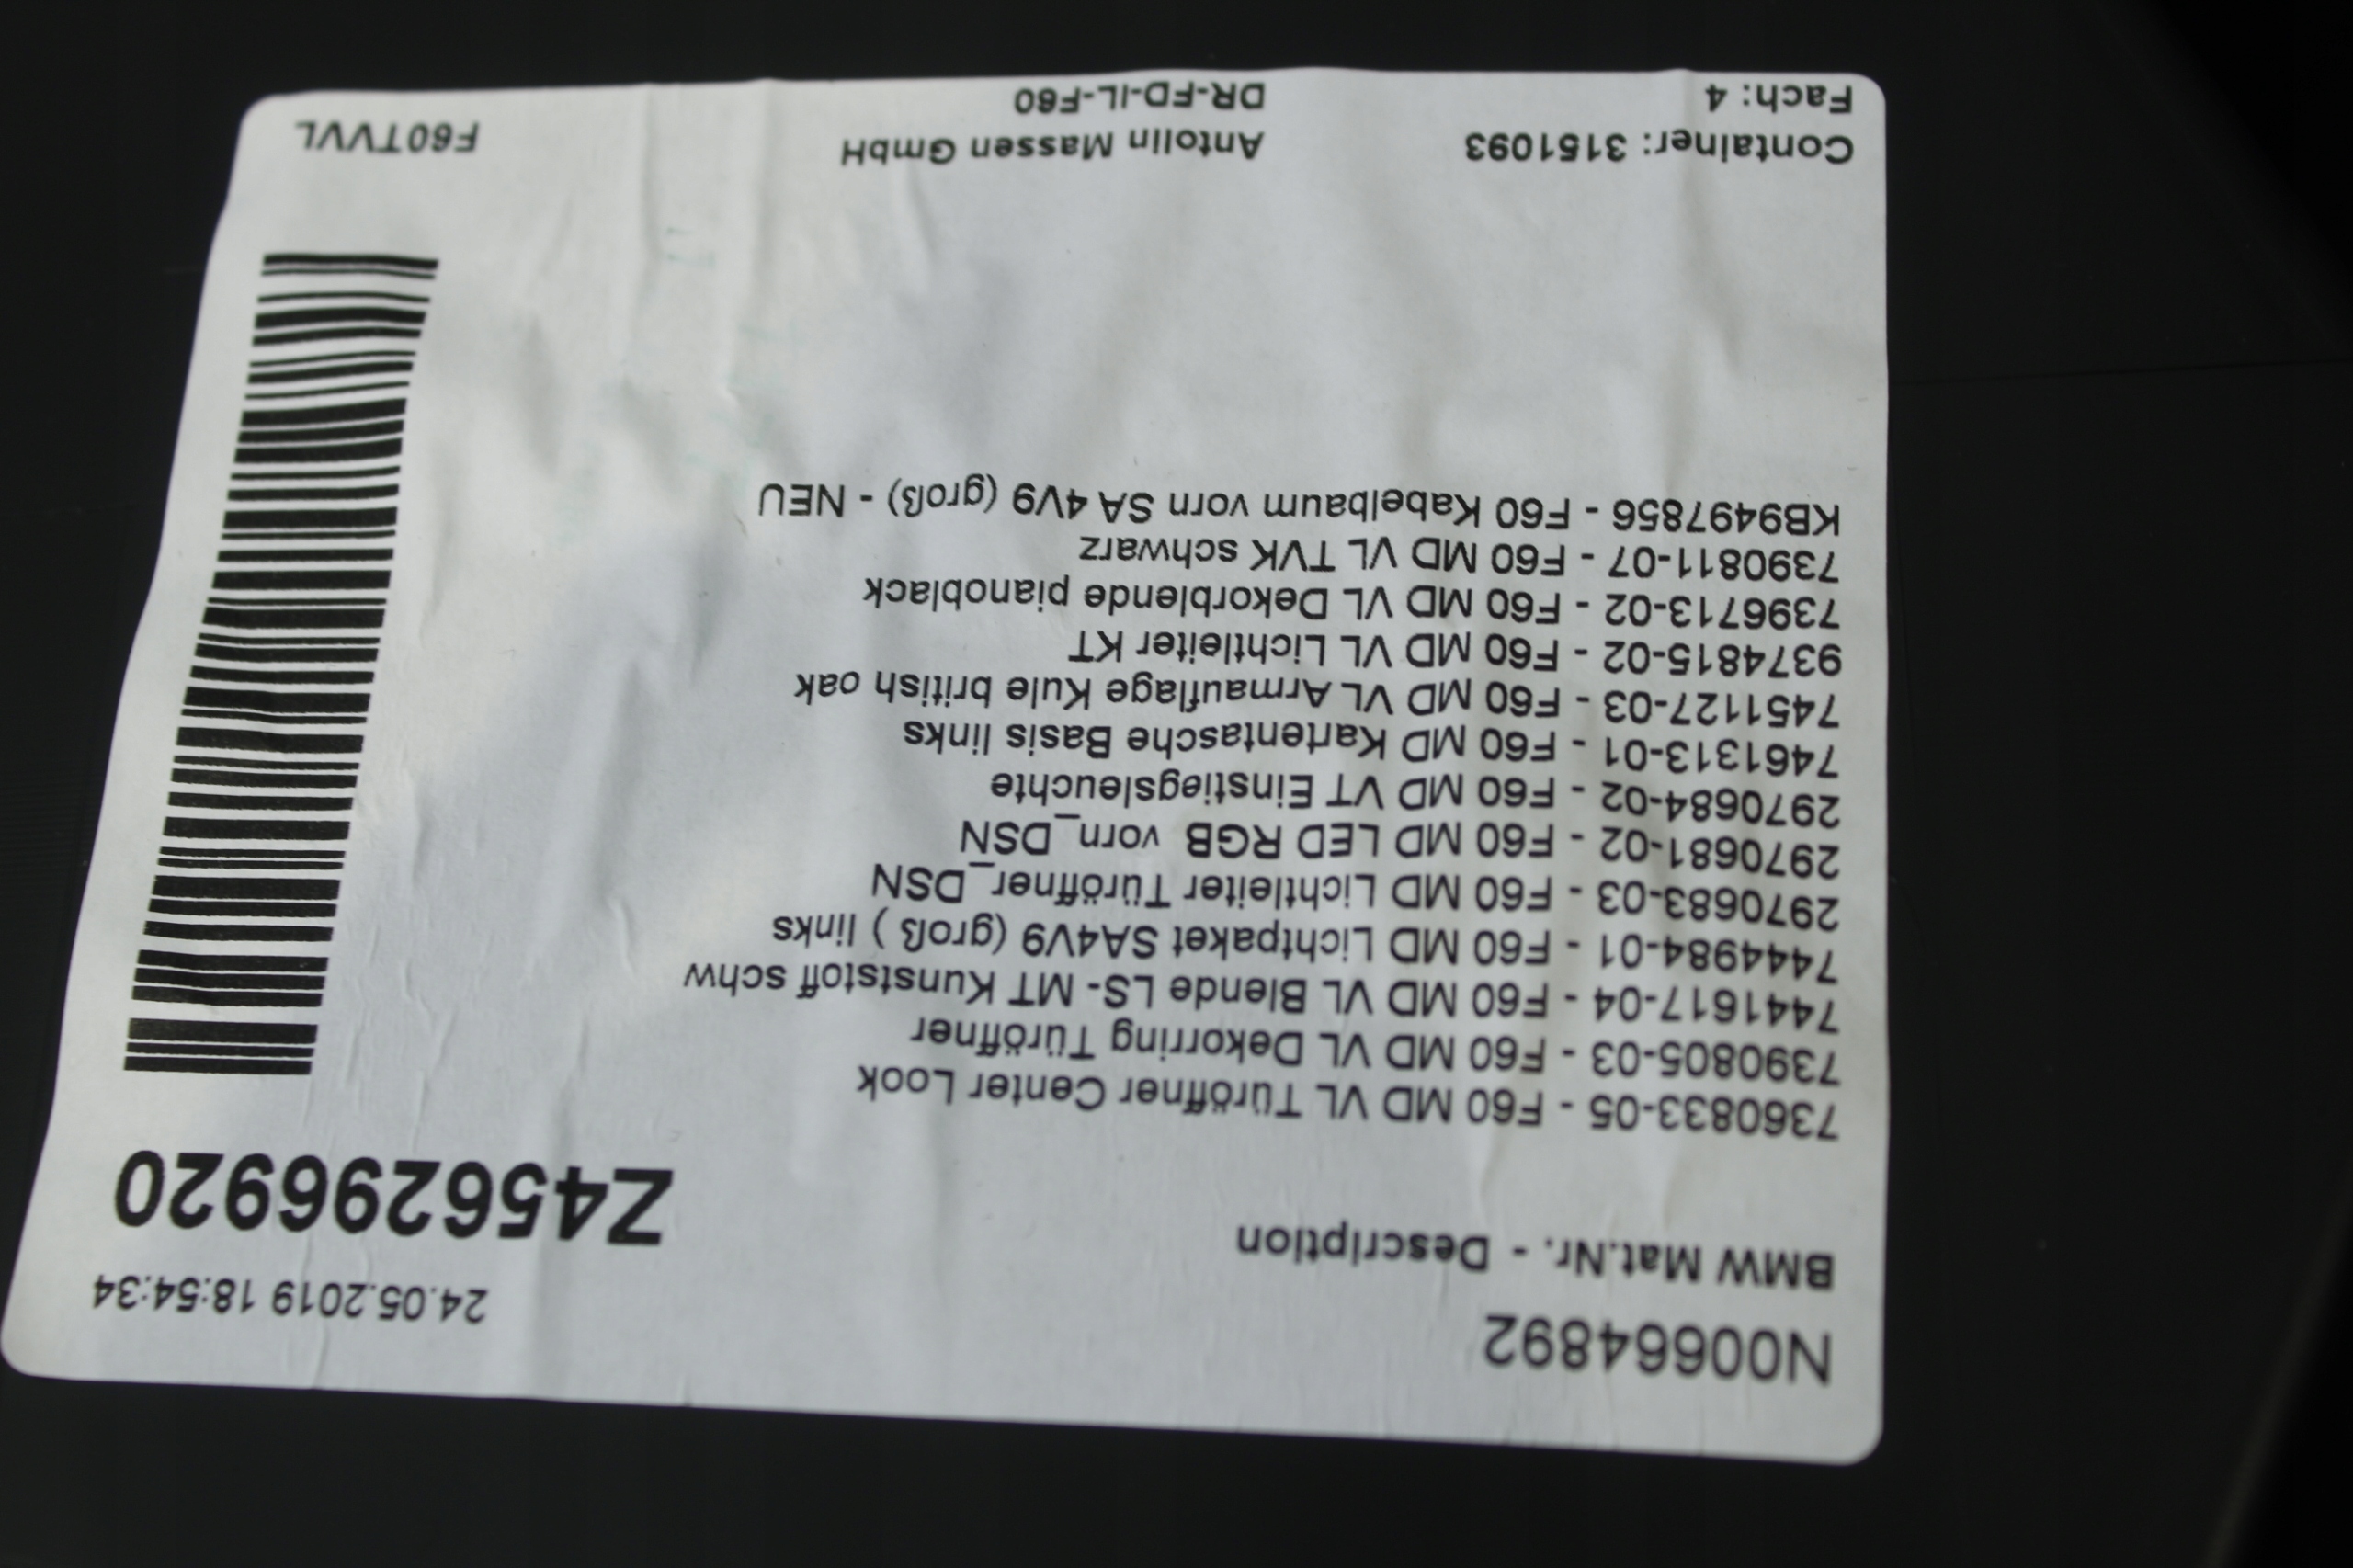 N00664892
24.05.2019 18:54:34
BMW Mat.Nr. - Description
Z456296920
7360833-05 - F60 MD VL Türöffner Center Look
7390805-03 - F60 MD VL Dekorring Türöffner
7441617-04 - F60 MD VL Blende LS- MT Kunststoff schw
7444984-01 - F60 MD Lichtpaket SA4V9 (groß ) links
2970683-03 - F60 MD Lichtleiter Türöffner_DSN
2970681-02 - F60 MD LED RGB vorn_DSN
2970684-02 - F60 MD VT Einstiegsleuchte
7461313-01 - F60 MD Kartentasche Basis links
7451127-03 - F60 MD VL Armauflage Kule british oak
9374815-02 - F60 MD VL Lichtleiter KT
7396713-02 - F60 MD VL Dekorblende pianoblack
7390811-07 - F60 MD VL TVK schwarz
KB9497856 - F60 Kabelbaum vorn SA 4V9 (groß) - NEU
Container: 3151093
Antolin Massen GmbH
F60TVVL
Fach: 4
DR-FD-IL-F60